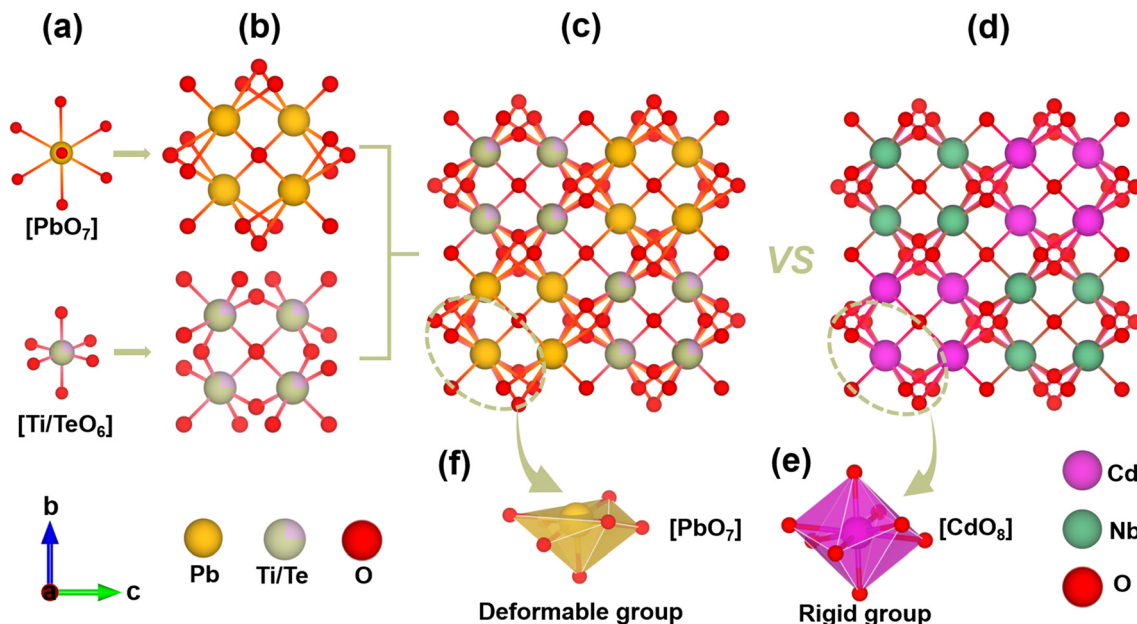 (a)
(b)
(c)
(d)
[PbO₇]
VS
[Ti/TeO₆]
(f)
(e)
b
a
c
Pb
Ti/Te
O
[PbO₇]
Deformable group
[CdO₈]
Rigid group
Cd
Nb
O